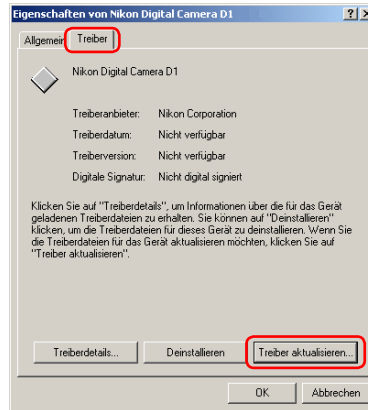 Eigenschaften von Nikon Digital Camera D1
Allgemein Treiber
Nikon Digital Camera D1
Treiberanbieter: Nikon Corporation
Treiberdatum: Nicht verfügbar
Treiberversion: Nicht verfügbar
Digitale Signatur: Nicht digital signiert
Klicken Sie auf "Treiberdetails", um Informationen über die für das Gerät
geladenen Treiberdateien zu erhalten. Sie können auf "Deinstallieren"
klicken, um die Treiberdateien für dieses Gerät zu deinstallieren. Wenn Sie
die Treiberdateien für das Gerät aktualisieren möchten, klicken Sie auf
"Treiber aktualisieren".
Treiberdetails... Deinstallieren Treiber aktualisieren...
OK Abbrechen